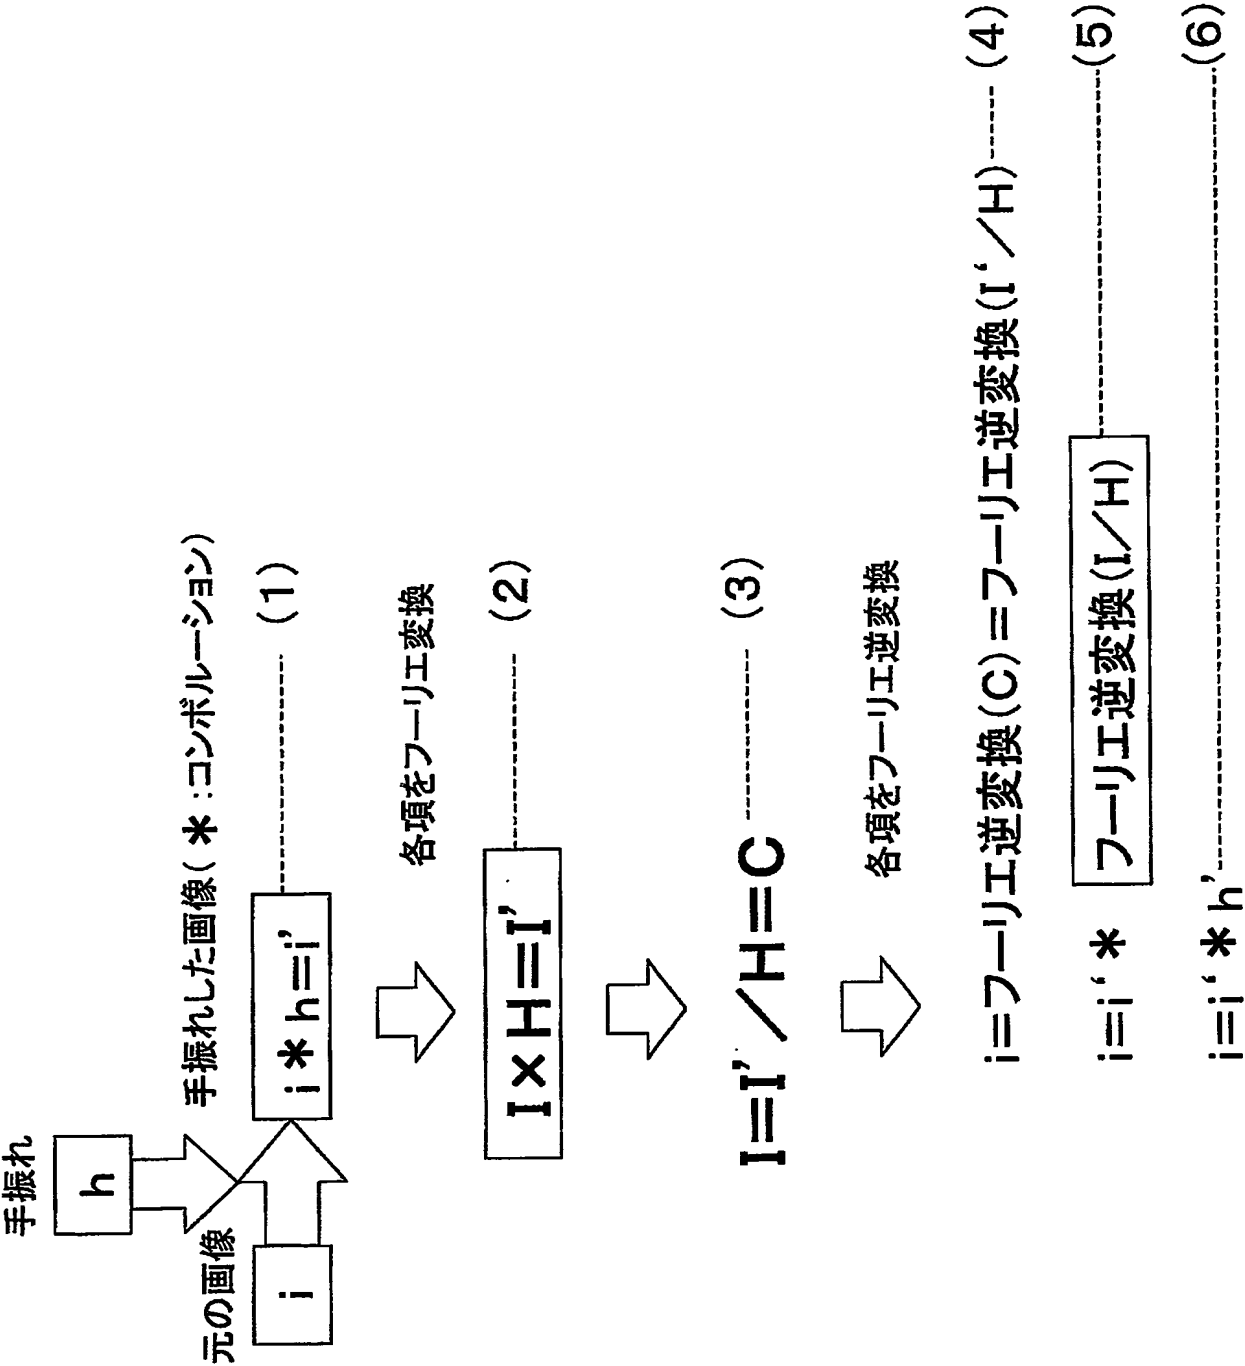 手振れ
h
手振れした画像(＊:コンボルーション)
元の画像
i
i＊h=i’ (1)
各項をフーリエ変換
I×H=I’ (2)
I=I’/H=C (3)
各項をフーリエ逆変換
i=フーリエ逆変換(C)=フーリエ逆変換(I‘/H) (4)
i=i‘＊ フーリエ逆変換(I/H) (5)
i=i‘＊h’ (6)